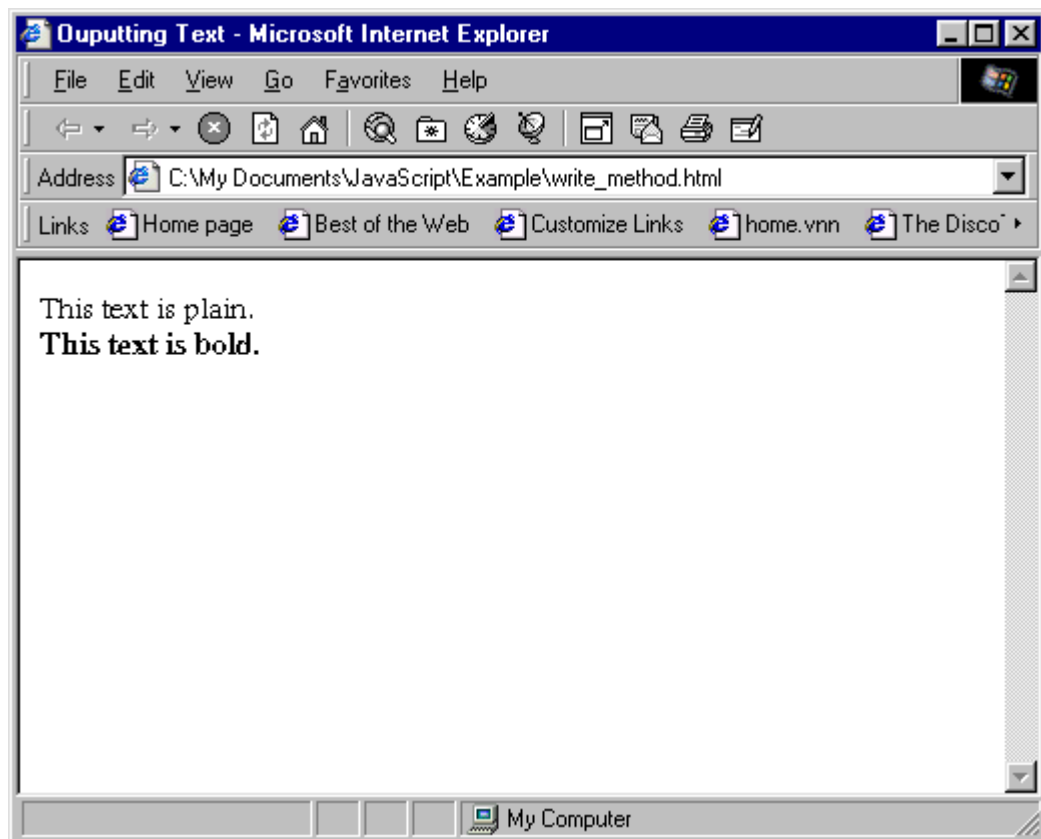 Ouputting Text - Microsoft Internet Explorer
File Edit View Go Favorites Help
Address C:\My Documents\JavaScript\Example\write_method.html
Links Home page Best of the Web Customize Links home.vnn The Disco
This text is plain.
This text is bold.
My Computer